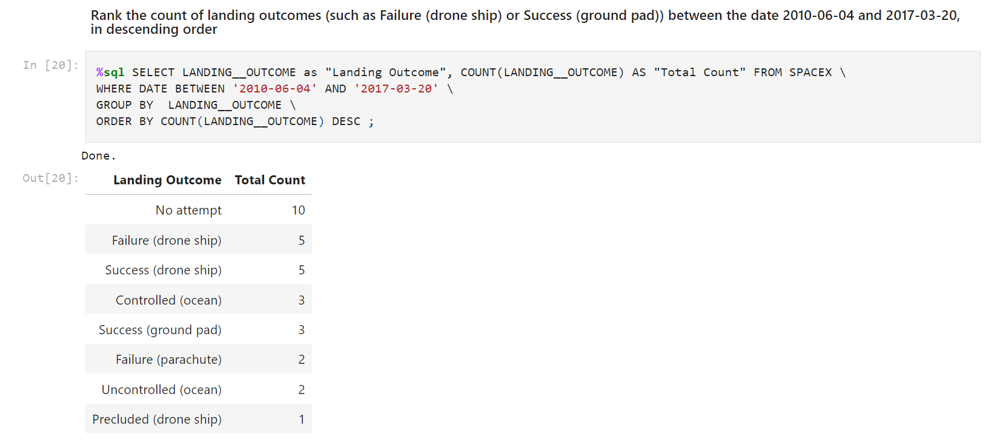 Rank the count of landing outcomes (such as Failure (drone ship) or Success (ground pad)) between the date 2010-06-04 and 2017-03-20,
in descending order
In [20]:
%sql SELECT LANDING__OUTCOME as "Landing Outcome", COUNT(LANDING__OUTCOME) AS "Total Count" FROM SPACEX \
WHERE DATE BETWEEN '2010-06-04' AND '2017-03-20' \
GROUP BY  LANDING__OUTCOME \
ORDER BY COUNT(LANDING__OUTCOME) DESC ;
Done.
Out[20]:
Landing Outcome Total Count
No attempt 10
Failure (drone ship) 5
Success (drone ship) 5
Controlled (ocean) 3
Success (ground pad) 3
Failure (parachute) 2
Uncontrolled (ocean) 2
Precluded (drone ship) 1